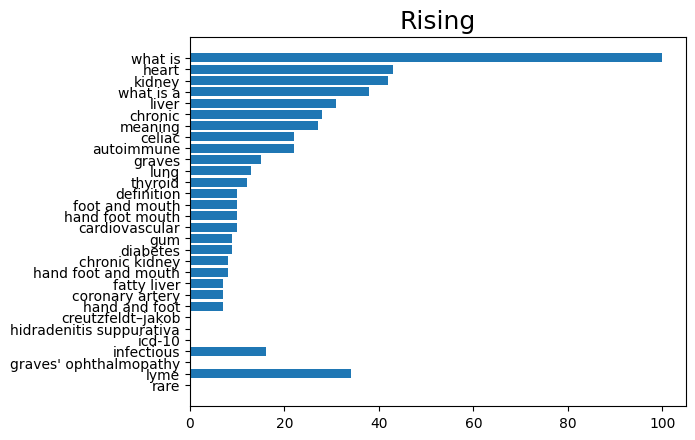 Rising
what is
heart
kidney
what is a
liver
chronic
meaning
celiac
autoimmune
graves
lung
thyroid
definition
foot and mouth
hand foot mouth
cardiovascular
gum
diabetes
chronic kidney
hand foot and mouth
fatty liver
coronary artery
hand and foot
creutzfeldt–jakob
hidradenitis suppurativa
icd-10
infectious
graves' ophthalmopathy
lyme
rare
0 20 40 60 80 100